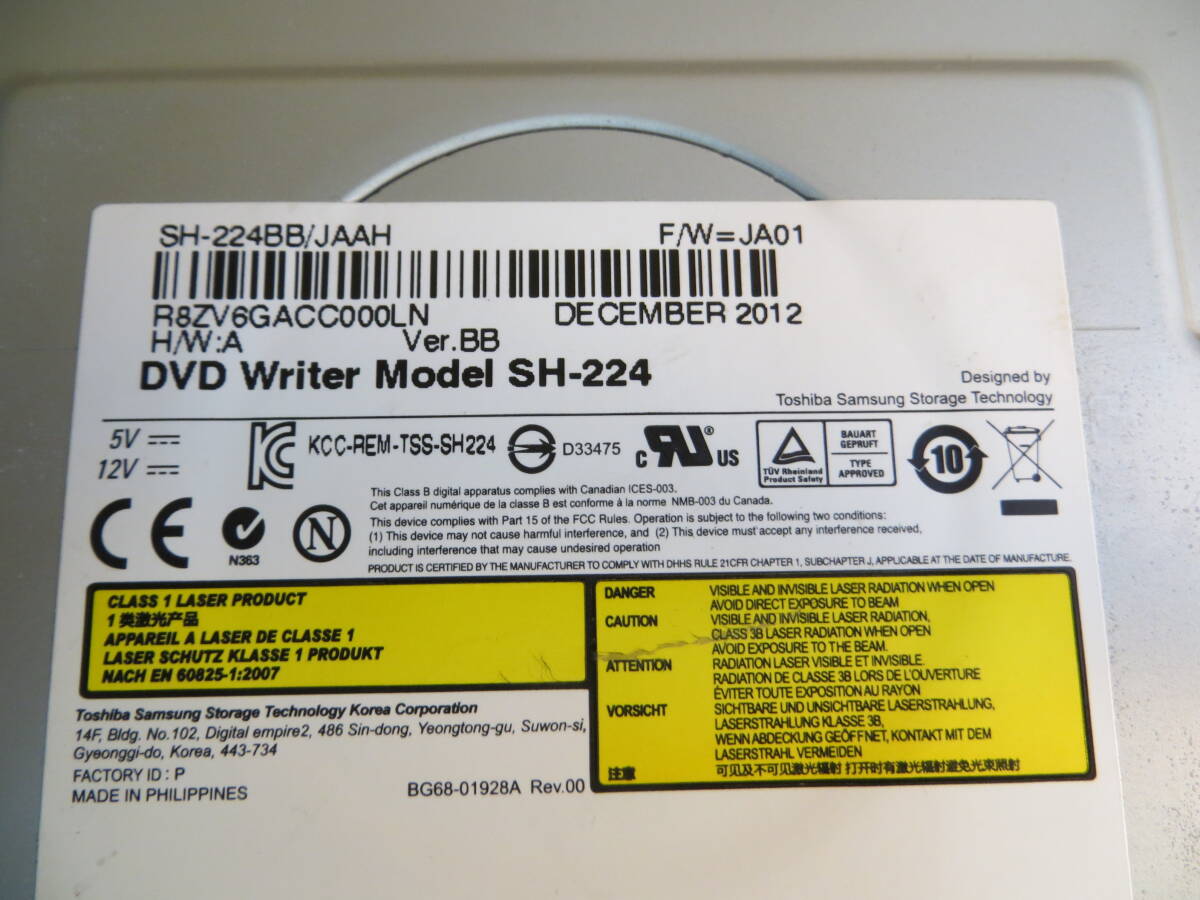 SH-224BB/JAAH F/W=JA01
R8ZV6GACC000LN DECEMBER 2012
H/W:A Ver.BB
DVD Writer Model SH-224
Designed by
Toshiba Samsung Storage Technology
5V
12V
KCC-REM-TSS-SH224
D33475
c RU® US
TÜV Rheinland
Product Safety
BAUART
GEPRÜFT
TYPE
APPROVED
10
CE
N363
N
This Class B digital apparatus complies with Canadian ICES-003.
Cet appareil numérique de la classe B est conforme à la norme NMB-003 du Canada.
This device complies with Part 15 of the FCC Rules. Operation is subject to the following two conditions:
(1) This device may not cause harmful interference, and (2) This device must accept any interference received,
including interference that may cause undesired operation
PRODUCT IS CERTIFIED BY THE MANUFACTURER TO COMPLY WITH DHHS RULE 21CFR CHAPTER 1, SUBCHAPTER J, APPLICABLE AT THE DATE OF MANUFACTURE.
CLASS 1 LASER PRODUCT
1 类激光产品
APPAREIL A LASER DE CLASSE 1
LASER SCHUTZ KLASSE 1 PRODUKT
NACH EN 60825-1:2007
DANGER VISIBLE AND INVISIBLE LASER RADIATION WHEN OPEN
AVOID DIRECT EXPOSURE TO BEAM
CAUTION VISIBLE AND INVISIBLE LASER RADIATION,
CLASS 3B LASER RADIATION WHEN OPEN
AVOID EXPOSURE TO THE BEAM.
ATTENTION RADIATION LASER VISIBLE ET INVISIBLE.
RADIATION DE CLASSE 3B LORS DE L'OUVERTURE
ÉVITER TOUTE EXPOSITION AU RAYON
VORSICHT SICHTBARE UND UNSICHTBARE LASERSTRAHLUNG,
LASERSTRAHLUNG KLASSE 3B,
WENN ABDECKUNG GEÖFFNET, KONTAKT MIT DEM
LASERSTRAHL VERMEIDEN
注意 可见及不可见激光辐射 打开时有激光辐射避免光束照射
Toshiba Samsung Storage Technology Korea Corporation
14F, Bldg. No.102, Digital empire2, 486 Sin-dong, Yeongtong-gu, Suwon-si,
Gyeonggi-do, Korea, 443-734
FACTORY ID : P
MADE IN PHILIPPINES
BG68-01928A Rev.00